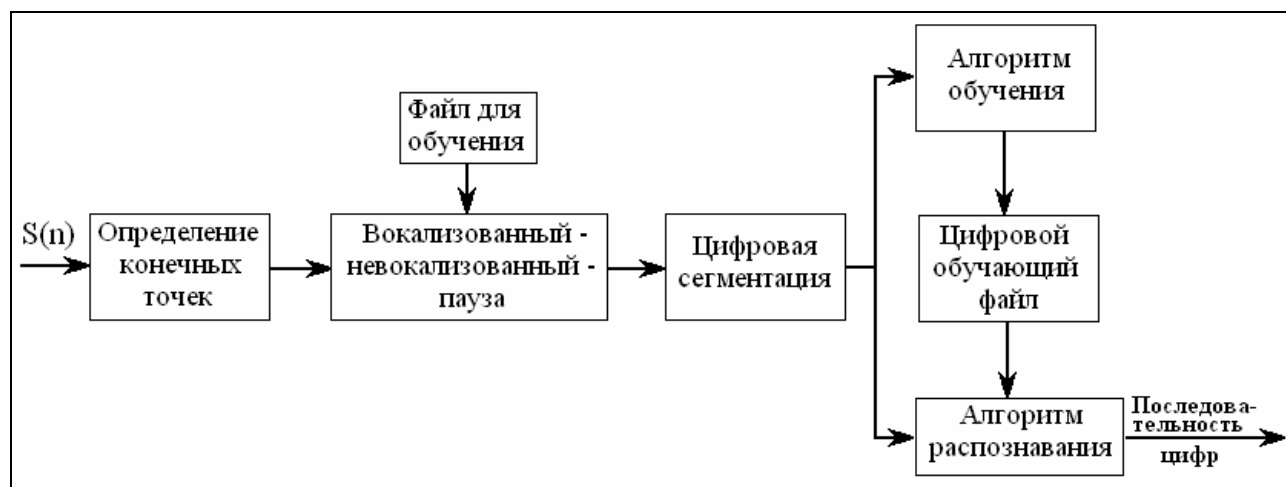 S(n)
Определение
конечных
точек
Файл для
обучения
Вокализованный -
невокализованный -
пауза
Цифровая
сегментация
Алгоритм
обучения
Цифровой
обучающий
файл
Алгоритм
распознавания
Последова-
тельность
цифр